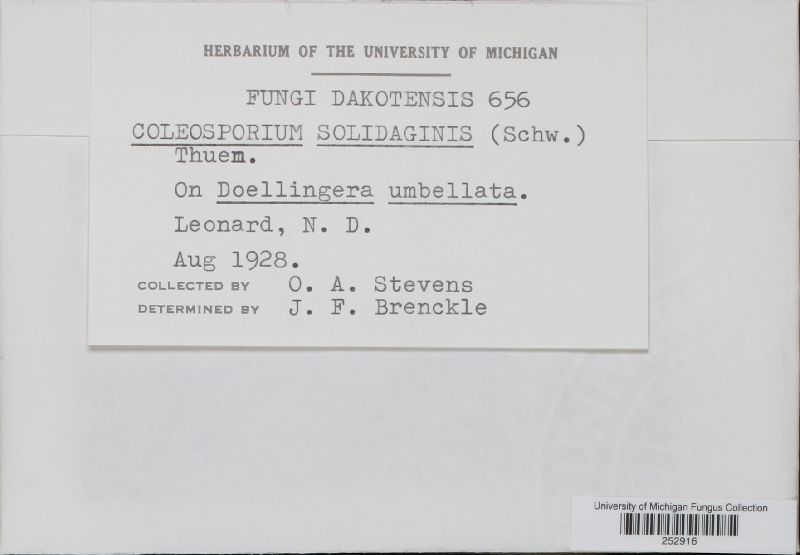 HERBARIUM OF THE UNIVERSITY OF MICHIGAN
FUNGI DAKOTENSIS 656
COLEOSPORIUM SOLIDAGINIS (Schw.)
Thuem.
On Doellingera umbellata.
Leonard, N. D.
Aug 1928.
COLLECTED BY O. A. Stevens
DETERMINED BY J. F. Brenckle
University of Michigan Fungus Collection
252916